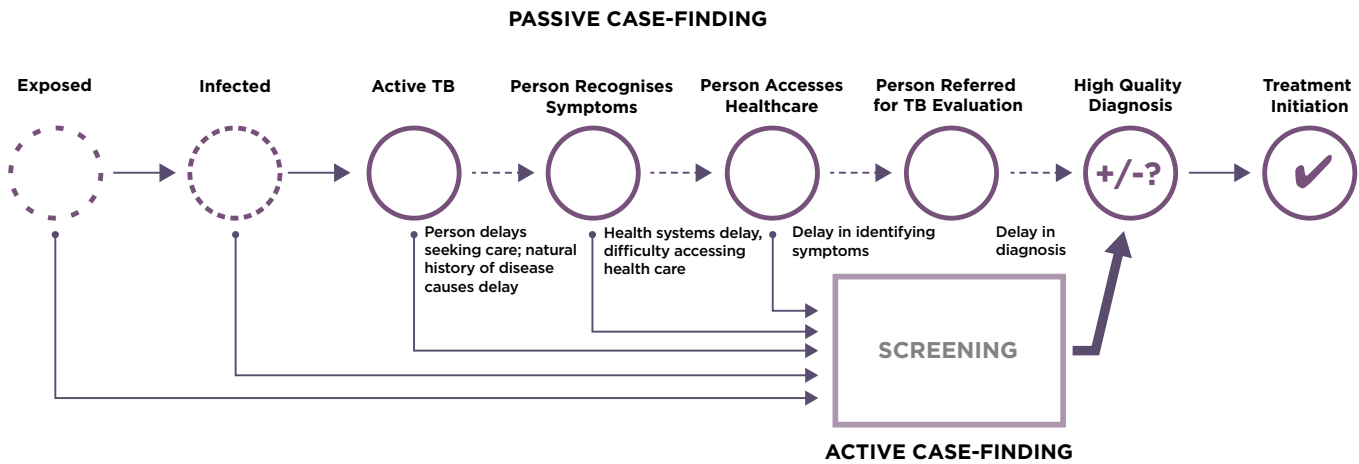 PASSIVE CASE-FINDING
Exposed
Infected
Active TB
Person Recognises
Symptoms
Person Accesses
Healthcare
Person Referred
for TB Evaluation
High Quality
Diagnosis
Treatment
Initiation
+/-?
Person delays
seeking care; natural
history of disease
causes delay
Health systems delay,
difficulty accessing
health care
Delay in identifying
symptoms
Delay in
diagnosis
SCREENING
ACTIVE CASE-FINDING